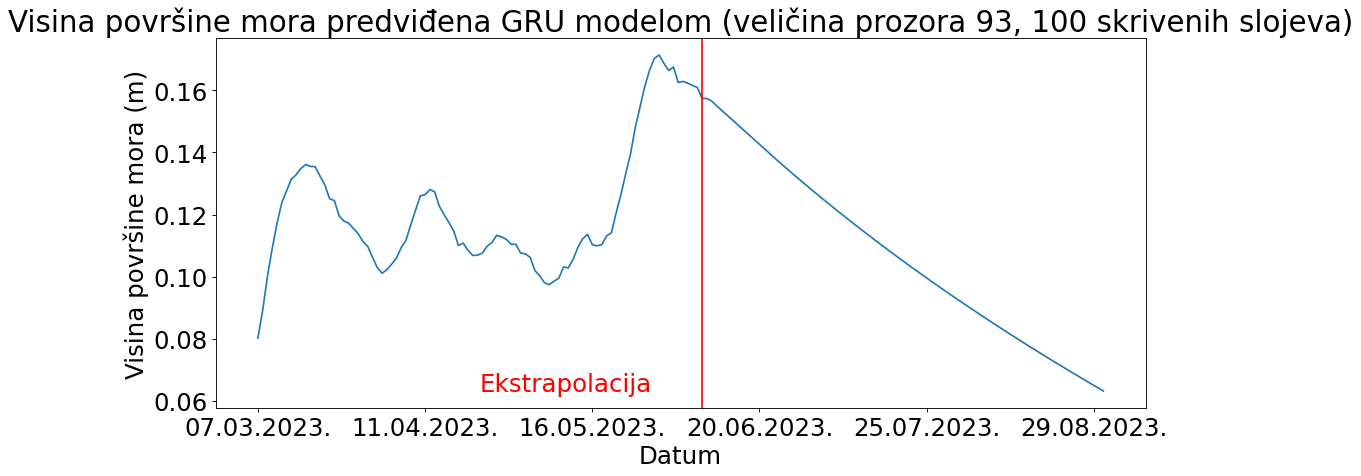 Visina površine mora predviđena GRU modelom (veličina prozora 93, 100 skrivenih slojeva)
Visina površine mora (m)
0.16
0.14
0.12
0.10
0.08
0.06
Ekstrapolacija
07.03.2023. 11.04.2023. 16.05.2023. 20.06.2023. 25.07.2023. 29.08.2023.
Datum